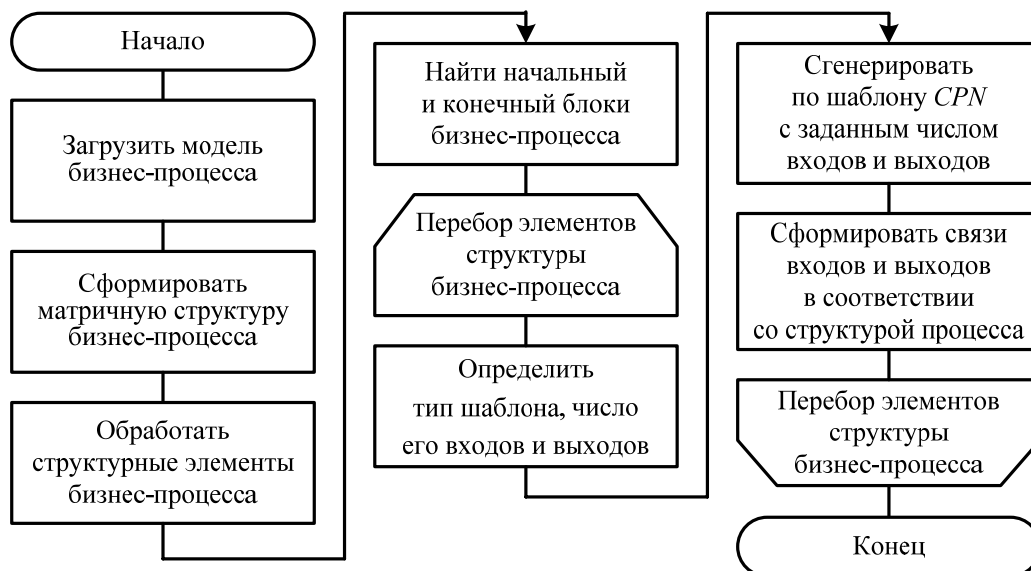 Начало
Загрузить модель
бизнес-процесса
Сформировать
матричную структуру
бизнес-процесса
Обработать
структурные элементы
бизнес-процесса
Найти начальный
и конечный блоки
бизнес-процесса
Перебор элементов
структуры
бизнес-процесса
Определить
тип шаблона, число
его входов и выходов
Сгенерировать
по шаблону CPN
с заданным числом
входов и выходов
Сформировать связи
входов и выходов
в соответствии
со структурой процесса
Перебор элементов
структуры
бизнес-процесса
Конец